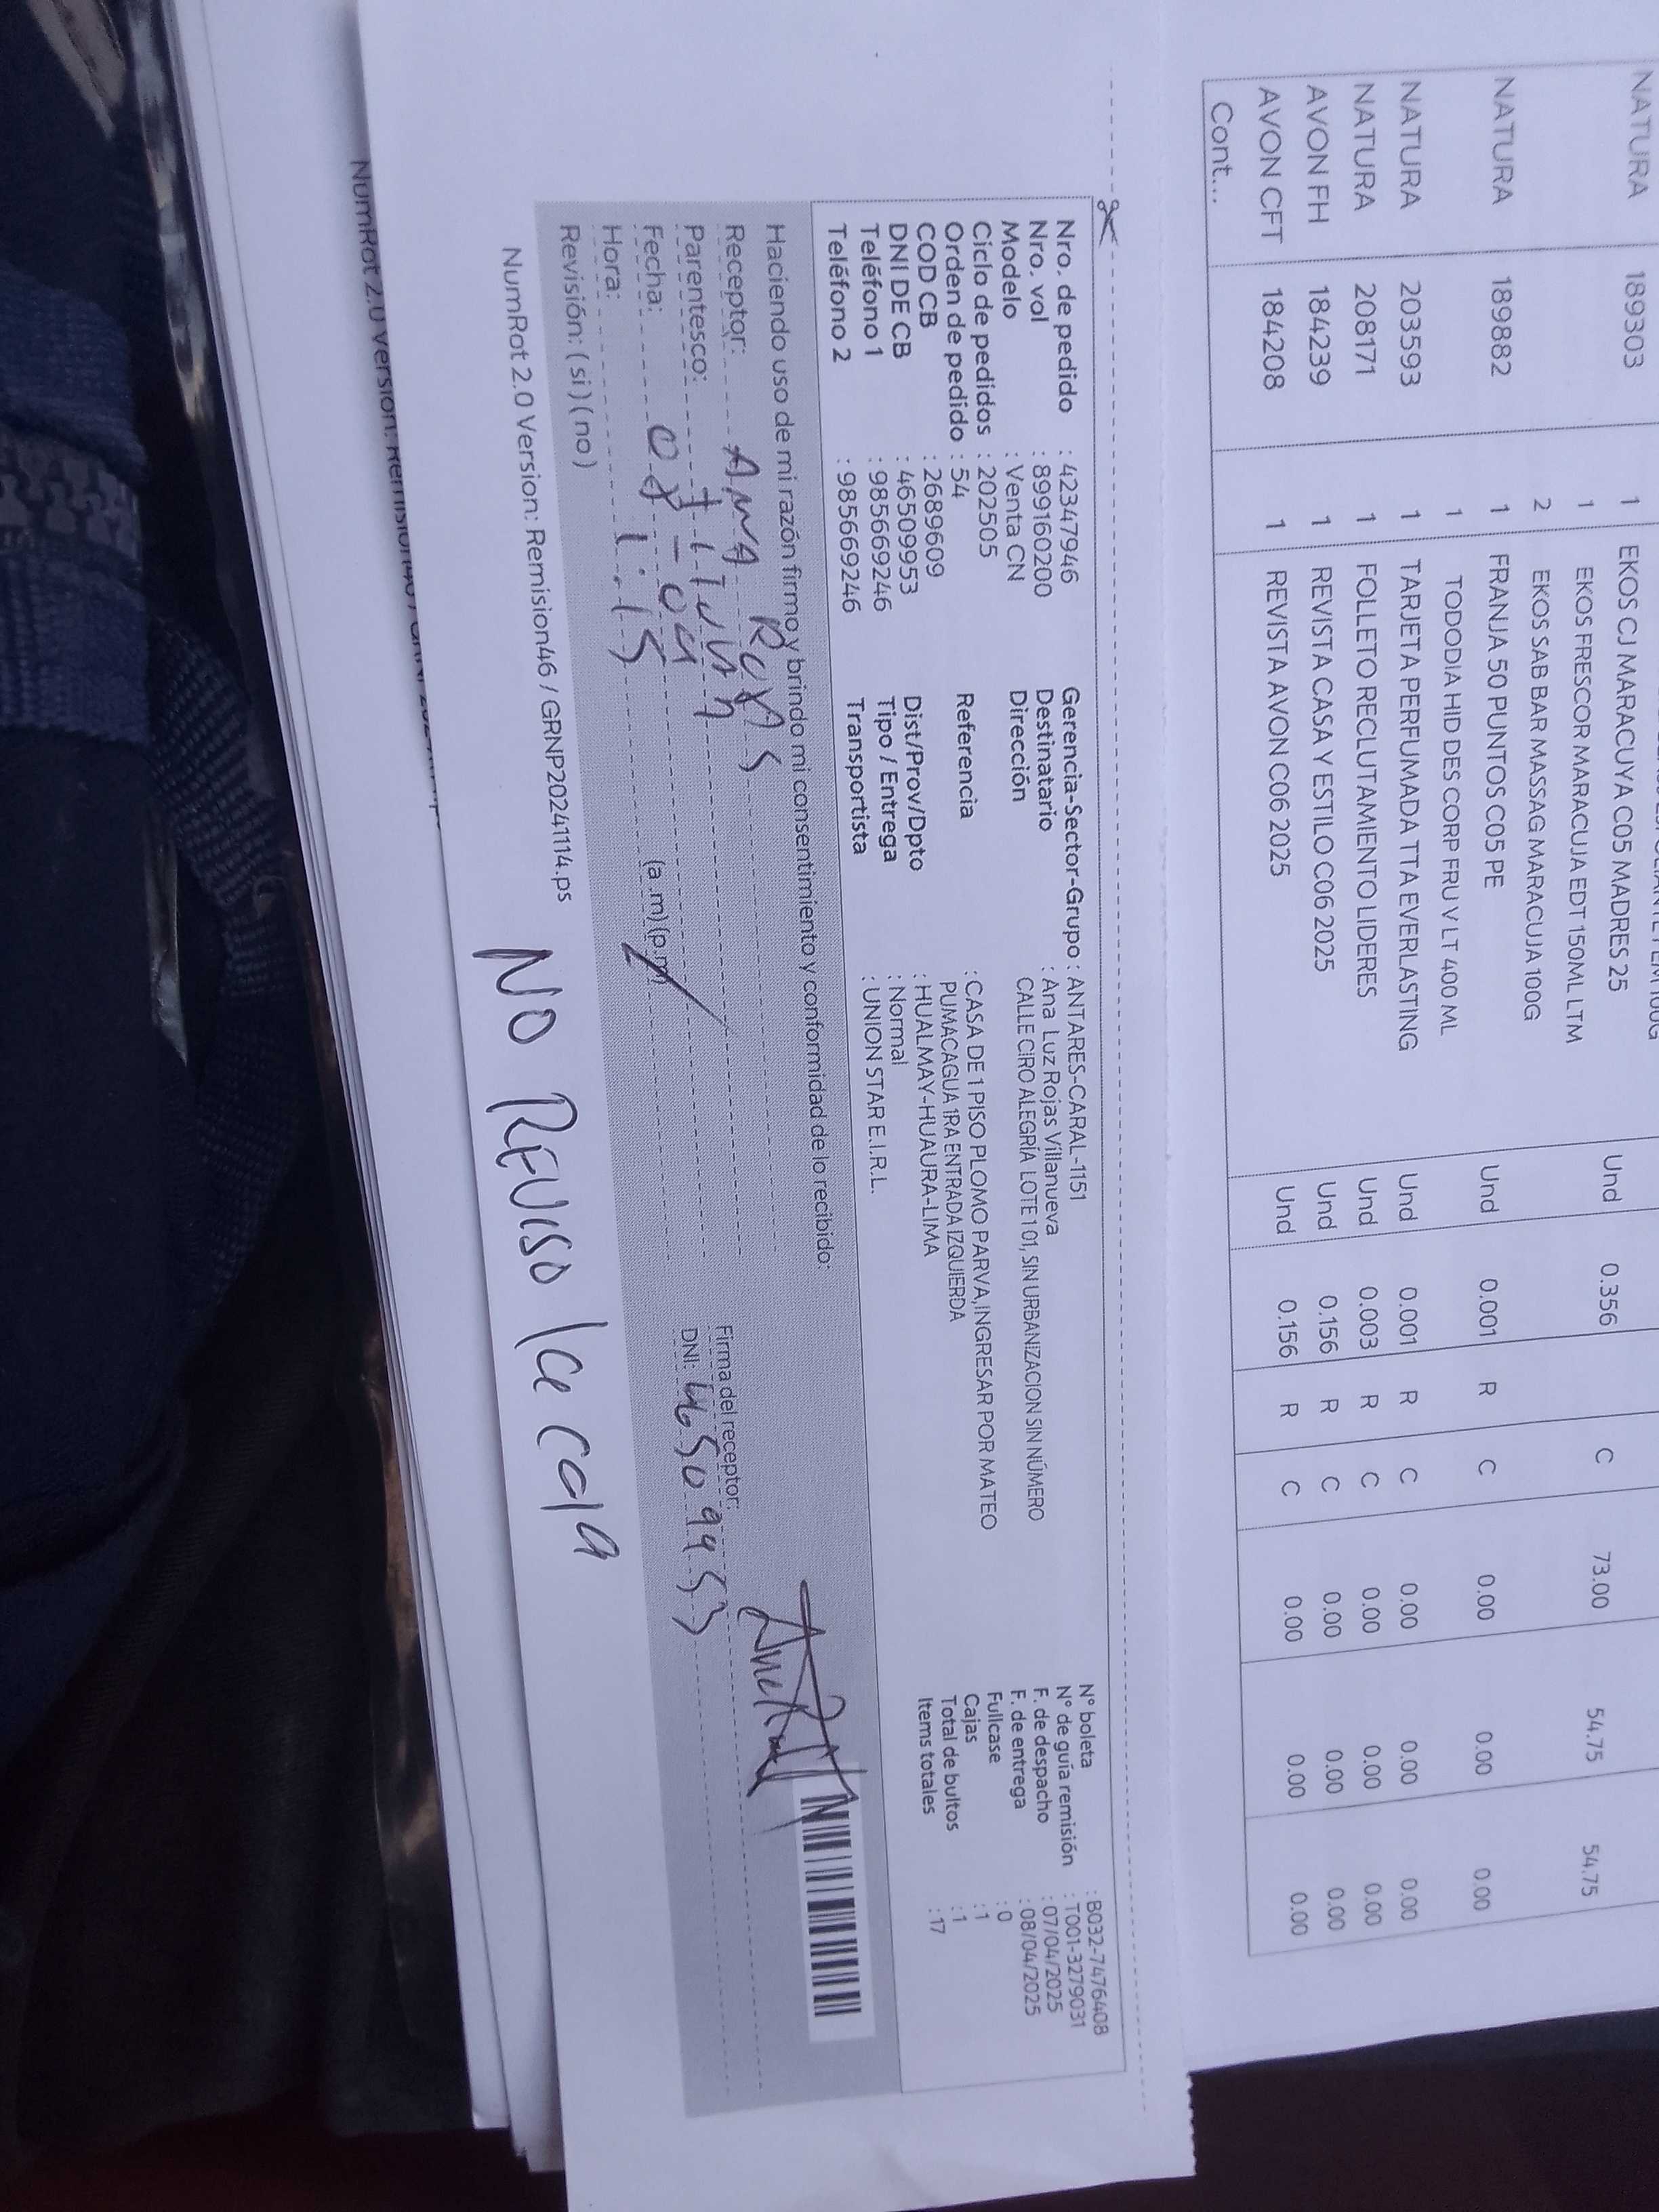 NATURA 189303 1 EKOS CJ MARACUYA C05 MADRES 25 Und 0.356 C 73.00 54.75 54.75
1 EKOS FRESCOR MARACUJA EDT 150ML LTM
2 EKOS SAB BAR MASSAG MARACUJA 100G
NATURA 189882 1 FRANJA 50 PUNTOS C05 PE Und 0.001 R C 0.00 0.00 0.00
1 TODODIA HID DES CORP FRU V LT 400 ML
NATURA 203593 1 TARJETA PERFUMADA TTA EVERLASTING Und 0.001 R C 0.00 0.00 0.00
NATURA 208171 1 FOLLETO RECLUTAMIENTO LIDERES Und 0.003 R C 0.00 0.00 0.00
AVON FH 184239 1 REVISTA CASA Y ESTILO C06 2025 Und 0.156 R C 0.00 0.00 0.00
AVON CFT 184208 1 REVISTA AVON C06 2025 Und 0.156 R C 0.00 0.00 0.00
Cont...
Nro. de pedido : 42347946
Nro. vol : 899160200
Modelo : Venta CN
Ciclo de pedidos : 202505
Orden de pedido : 54
COD CB : 2689609
DNI DE CB : 46509953
Teléfono 1 : 985669246
Teléfono 2 : 985669246
Gerencia-Sector-Grupo : ANTARES-CARAL-1151
Destinatario : Ana Luz Rojas Villanueva
Dirección CALLE CIRO ALEGRÍA LOTE 1 01, SIN URBANIZACION SIN NÚMERO
Referencia : CASA DE 1 PISO PLOMO PARVA,INGRESAR POR MATEO
PUMACAGUA 1RA ENTRADA IZQUIERDA
Dist/Prov/Dpto : HUALMAY-HUAURA-LIMA
Tipo / Entrega : Normal
Transportista : UNION STAR E.I.R.L.
N° boleta : B032-7476408
N° de guía remisión : T001-3279031
F. de despacho : 07/04/2025
F. de entrega : 08/04/2025
Fullcase : 0
Cajas : 1
Total de bultos : 1
Items totales : 17
Haciendo uso de mi razón firmo y brindo mi consentimiento y conformidad de lo recibido:
Receptor: ANA ROJAS
Parentesco:
Fecha: 08-04
Hora: 1:15 (a.m)(p.m)
Revisión: ( si ) ( no )
Firma del receptor:
DNI: 46509953
N
NumRot 2.0 Version: Remision46 / GRNP20241114.ps
NO REVISO la caja
NumRot 2.0 Version: